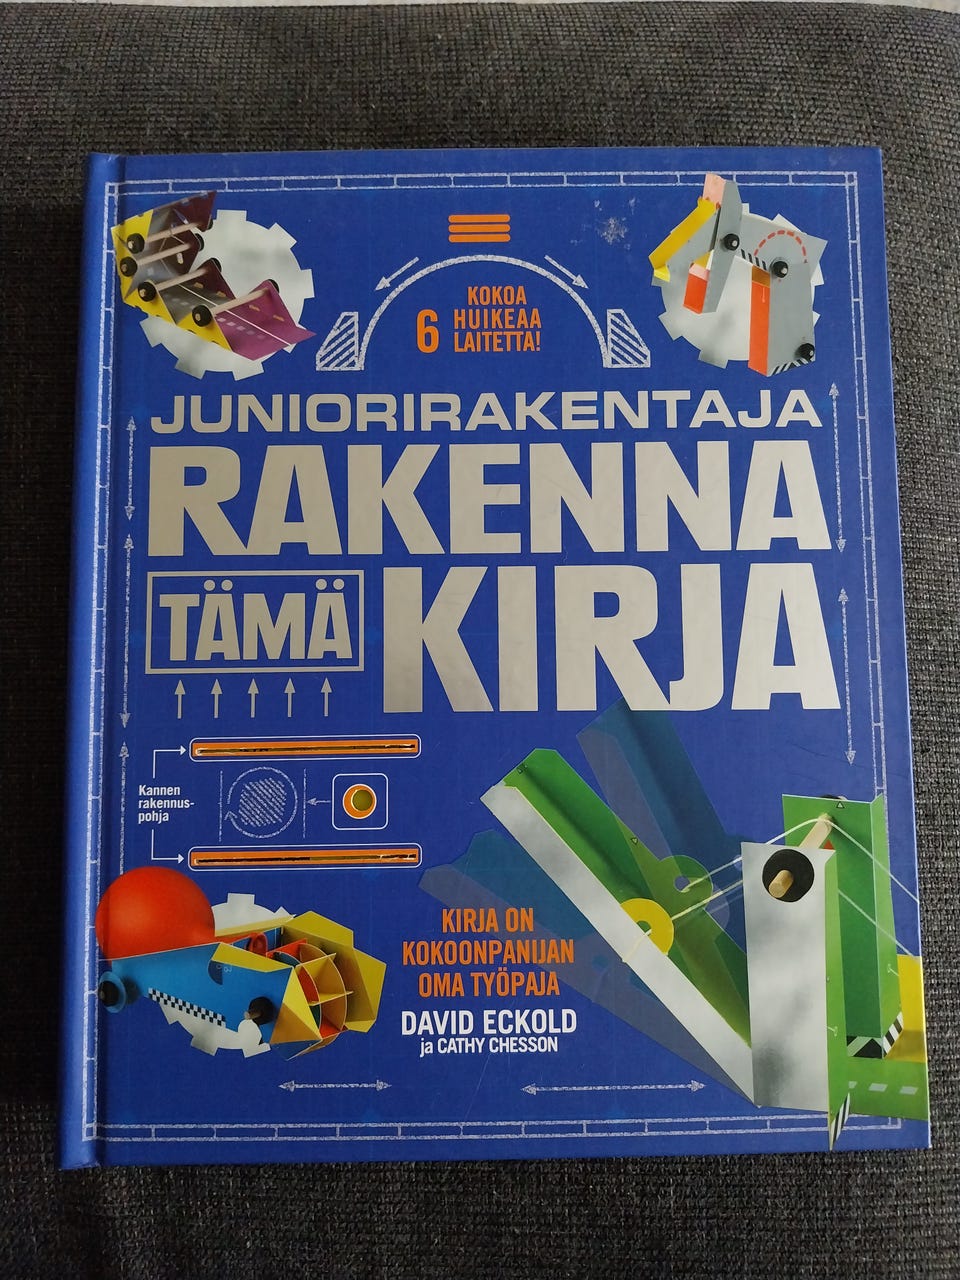 KOKOA
6 HUIKEAA
LAITETTA!
JUNIORIRAKENTAJA
RAKENNA
TÄMÄ KIRJA
Kannen
rakennus-
pohja
KIRJA ON
KOKOONPANIJAN
OMA TYÖPAJA
DAVID ECKOLD
ja CATHY CHESSON